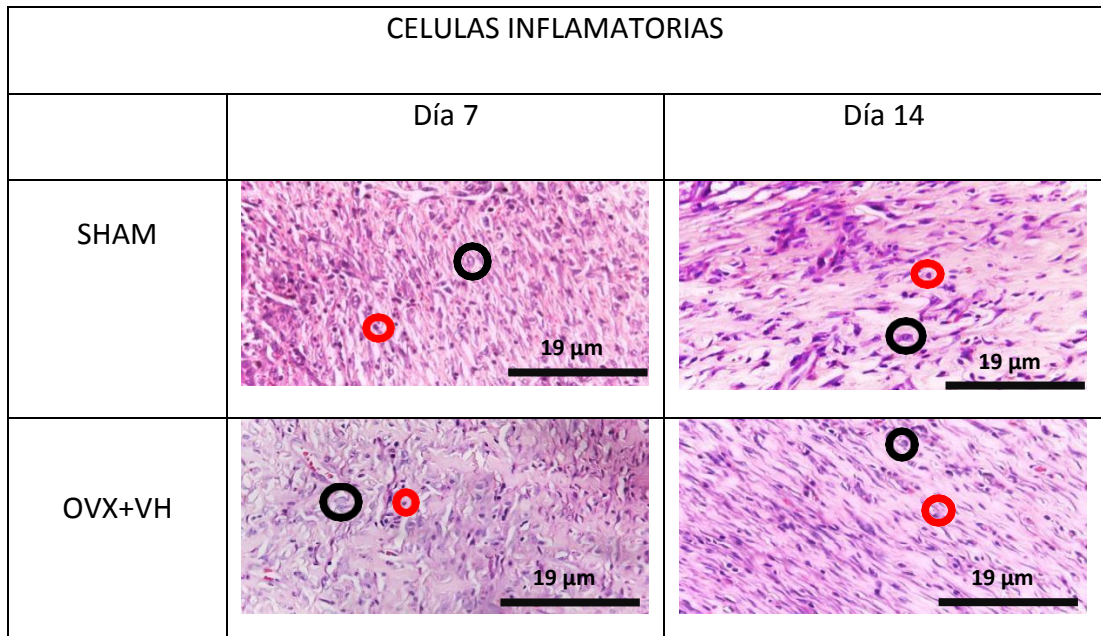 CELULAS INFLAMATORIAS
Día 7
Día 14
SHAM
19 µm
19 µm
OVX+VH
19 µm
19 µm